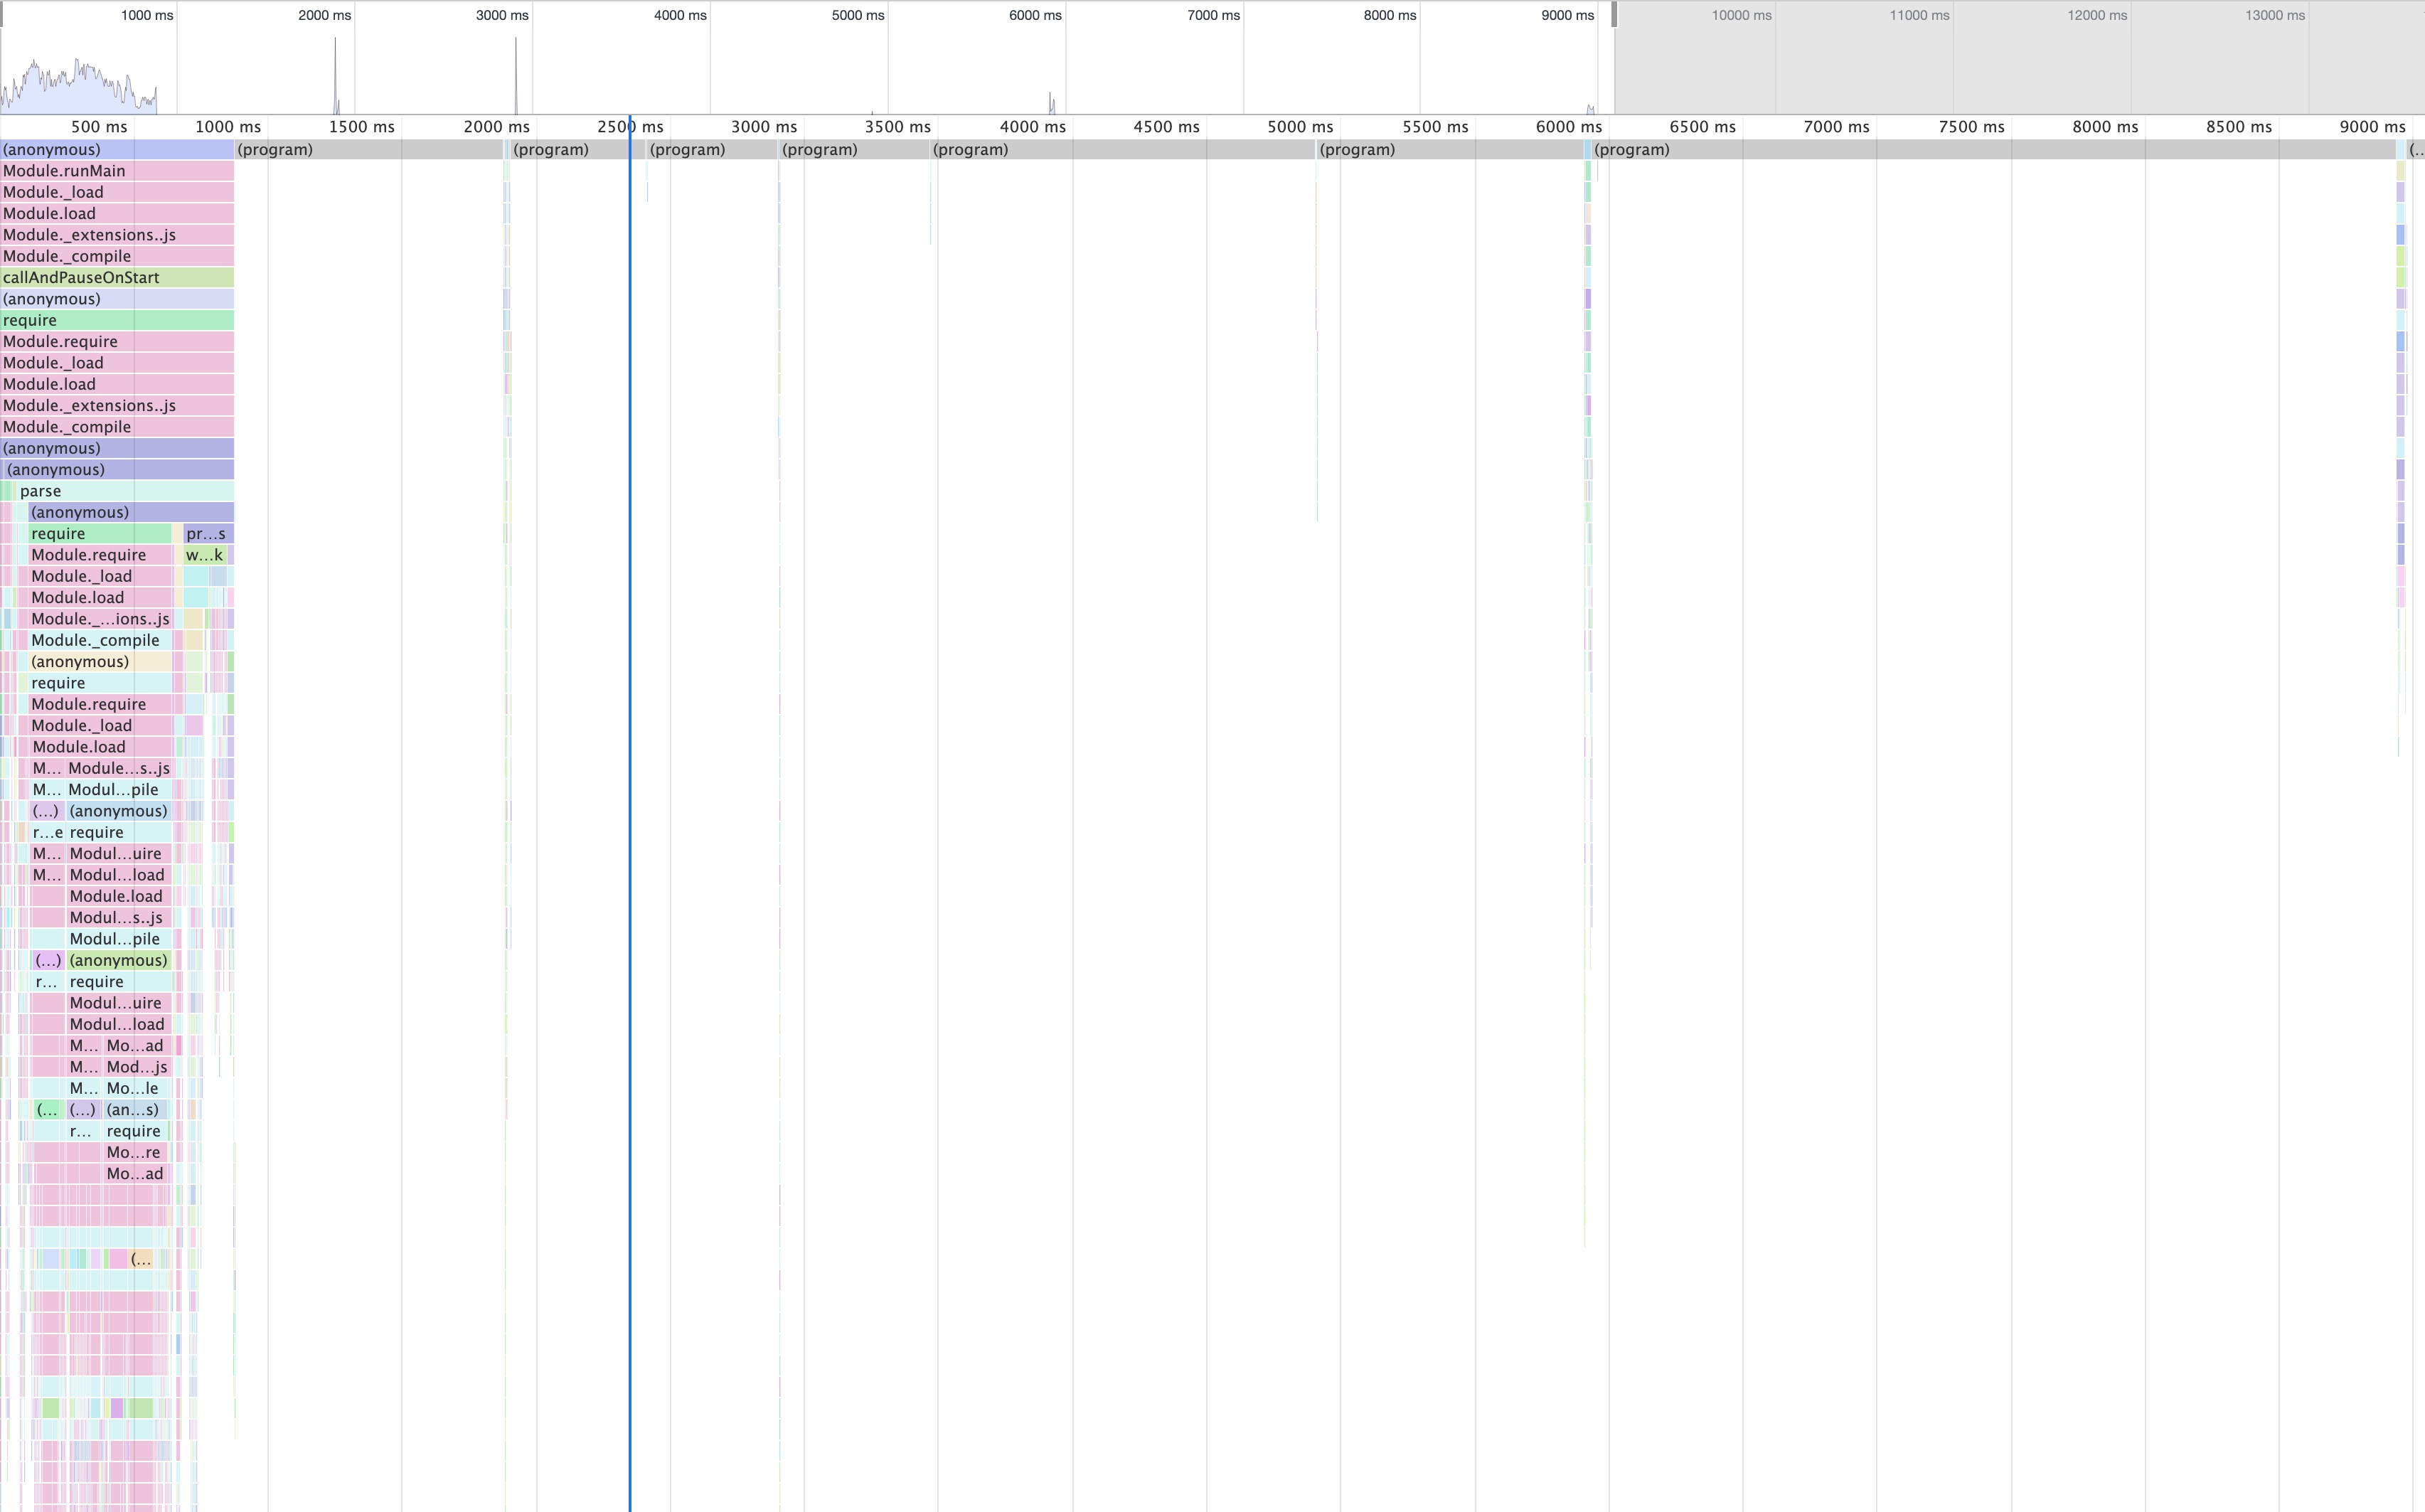 1000 ms 2000 ms 3000 ms 4000 ms 5000 ms 6000 ms 7000 ms 8000 ms 9000 ms 10000 ms 11000 ms 12000 ms 13000 ms
500 ms 1000 ms 1500 ms 2000 ms 2500 ms 3000 ms 3500 ms 4000 ms 4500 ms 5000 ms 5500 ms 6000 ms 6500 ms 7000 ms 7500 ms 8000 ms 8500 ms 9000 ms
(anonymous) (program) (program) (program) (program) (program) (program) (program) (...
Module.runMain
Module._load
Module.load
Module._extensions..js
Module._compile
callAndPauseOnStart
(anonymous)
require
Module.require
Module._load
Module.load
Module._extensions..js
Module._compile
(anonymous)
(anonymous)
parse
(anonymous)
require pr...s
Module.require w...k
Module._load
Module.load
Module._...ions..js
Module._compile
(anonymous)
require
Module.require
Module._load
Module.load
M... Module...s..js
M... Modul...pile
(...) (anonymous)
r...e require
M... Modul...uire
M... Modul...load
Module.load
Modul...s..js
Modul...pile
(...) (anonymous)
r... require
Modul...uire
Modul...load
M... Mo...ad
M... Mod...js
M... Mo...le
(... (...) (an...s)
r... require
Mo...re
Mo...ad
(...